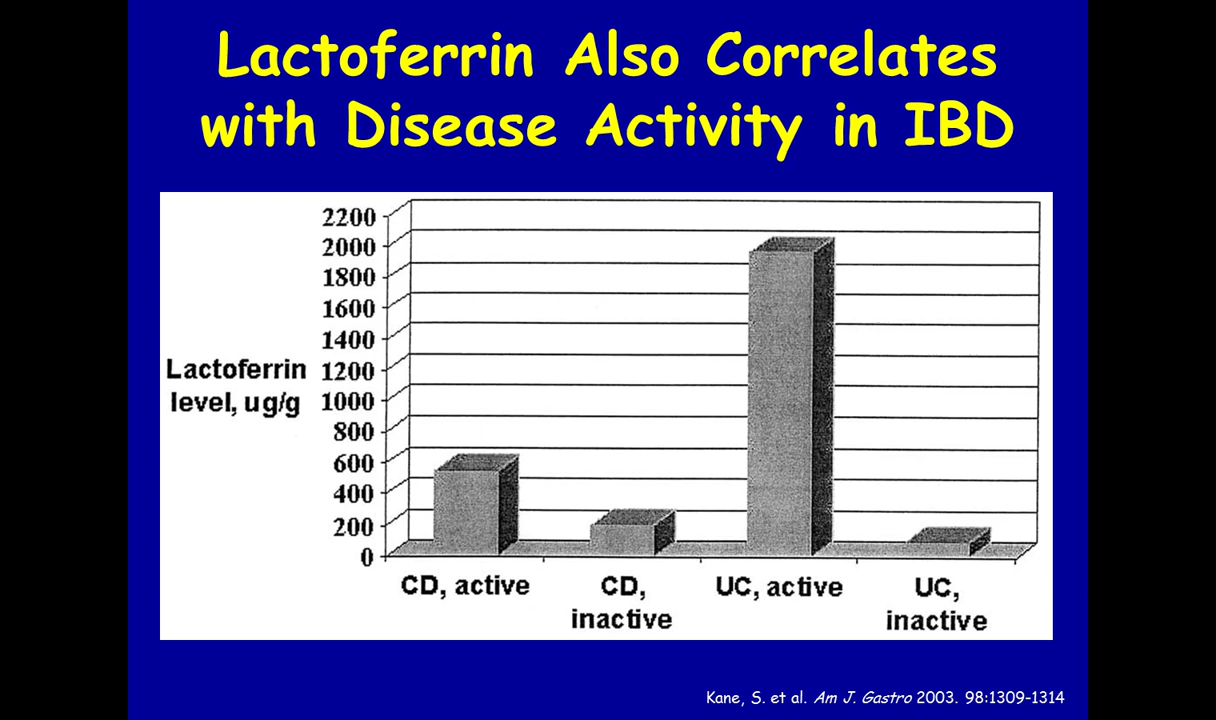 Lactoferrin Also Correlates
with Disease Activity in IBD
2200
2000
1800
1600
1400
1200
1000
800
600
400
200
0
Lactoferrin
level, ug/g
CD, active
CD,
inactive
UC, active
UC,
inactive
Kane, S. et al. Am J. Gastro 2003. 98:1309-1314